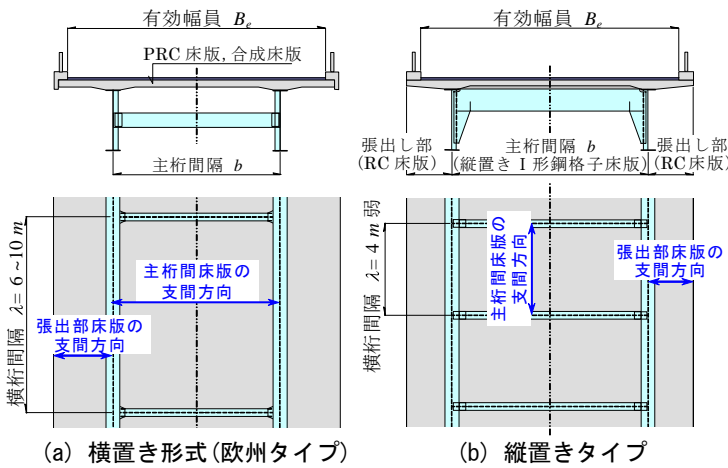 有効幅員 Be
PRC 床版, 合成床版
主桁間隔 b
横桁間隔 λ= 6 ~10 m
主桁間床版の
支間方向
張出部床版の
支間方向
(a) 横置き形式(欧州タイプ)
有効幅員 Be
張出し部
(RC 床版)
主桁間隔 b
(縦置き I 形鋼格子床版)
張出し部
(RC床版)
横桁間隔 λ= 4 m 弱
主桁間床版の
支間方向
張出部床版の
支間方向
(b) 縦置きタイプ